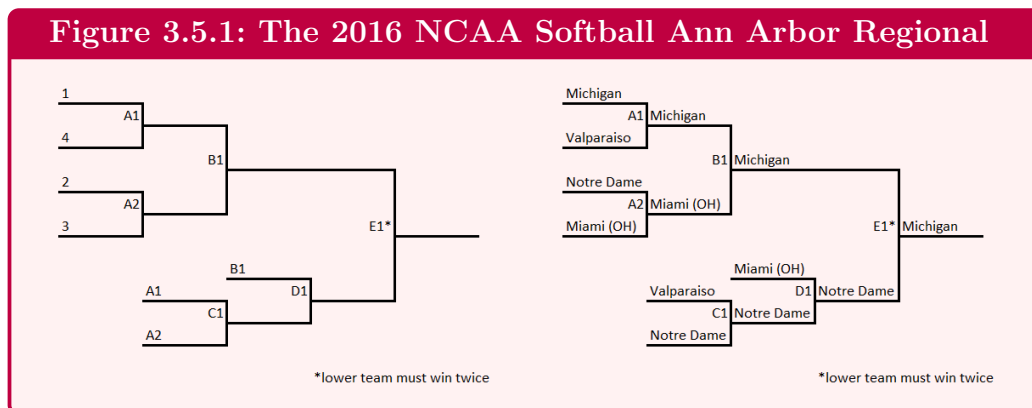 Figure 3.5.1: The 2016 NCAA Softball Ann Arbor Regional
1
A1
4
B1
2
A2
3
E1*
B1
A1
D1
C1
A2
*lower team must win twice
Michigan
A1 Michigan
Valparaiso
B1 Michigan
Notre Dame
A2 Miami (OH)
Miami (OH)
E1* Michigan
Miami (OH)
Valparaiso
D1 Notre Dame
C1 Notre Dame
Notre Dame
*lower team must win twice